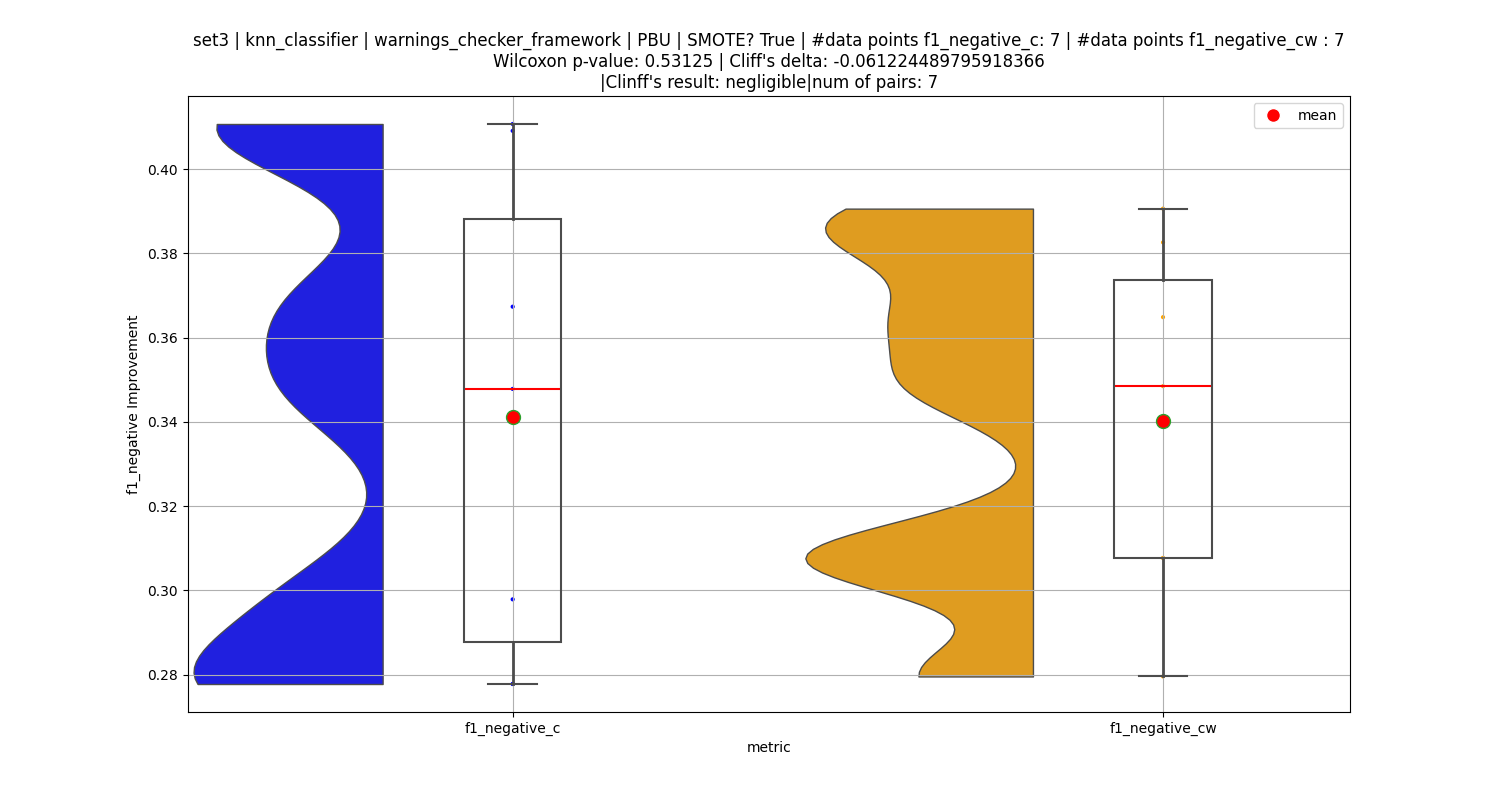 set3 | knn_classifier | warnings_checker_framework | PBU | SMOTE? True | #data points f1_negative_c: 7 | #data points f1_negative_cw : 7
Wilcoxon p-value: 0.53125 | Cliff's delta: -0.061224489795918366
|Clinff's result: negligible|num of pairs: 7
mean
0.40
0.38
0.36
0.34
0.32
0.30
0.28
f1_negative Improvement
f1_negative_c
f1_negative_cw
metric